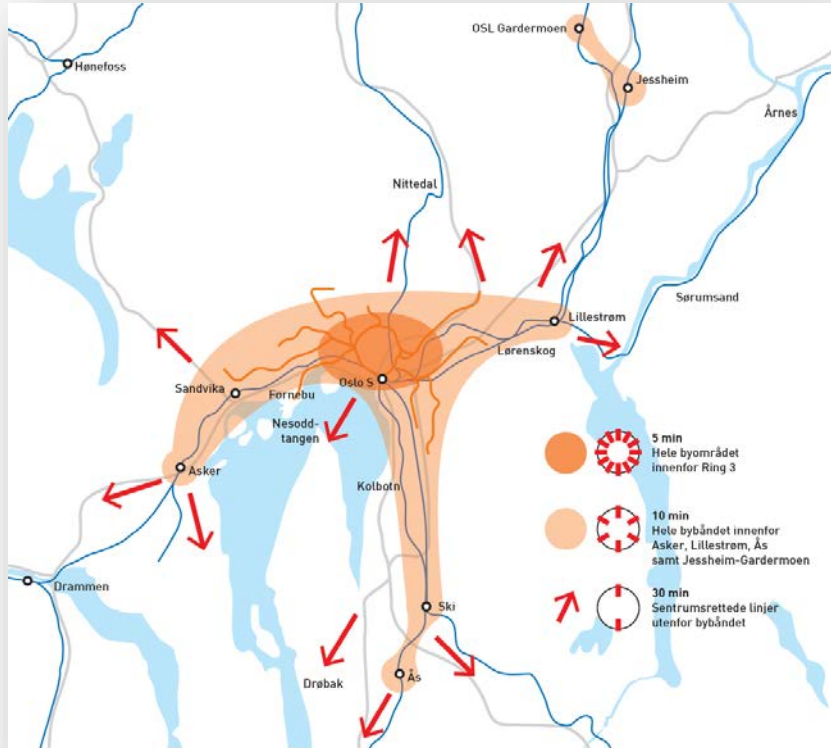 OSL Gardermoen
Hønefoss
Jessheim
Årnes
Nittedal
Sørumsand
Lillestrøm
Lørenskog
Sandvika
Fornebu
Oslo S
Nesodd-
tangen
Asker
Kolbotn
5 min
Hele byområdet
innenfor Ring 3
10 min
Hele bybåndet innenfor
Asker, Lillestrøm, Ås
samt Jessheim-Gardermoen
30 min
Sentrumsrettede linjer
utenfor bybåndet
Drammen
Ski
Ås
Drøbak